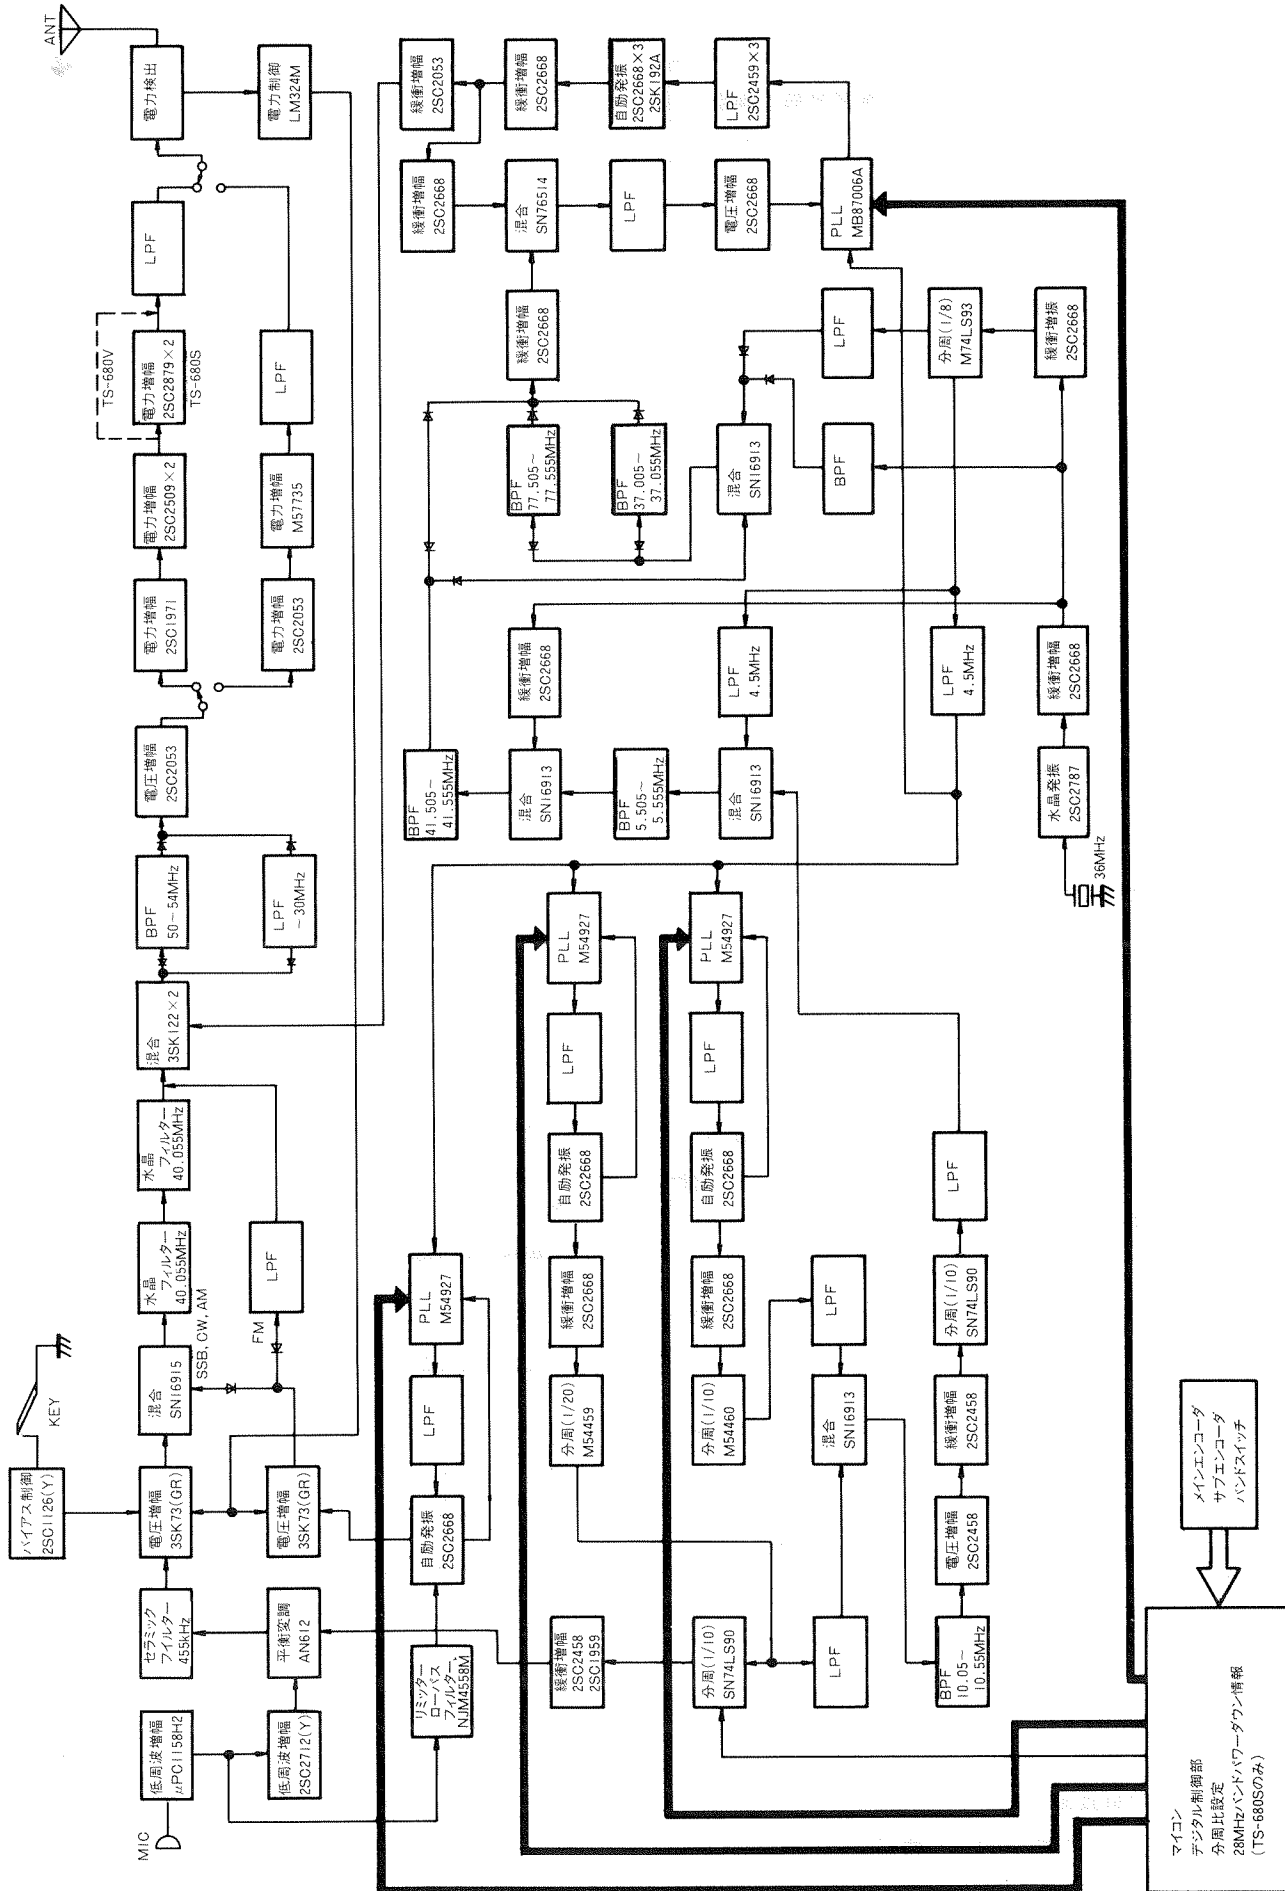 MIC
低周波増幅
μPC1158H2
低周波増幅
2SC2712(Y)
セラミック
フィルター
455kHz
平衡変調
AN612
バイアス制御
2SC1126(Y)
KEY
電圧増幅
3SK73(GR)
電圧増幅
3SK73(GR)
混合
SN16915
SSB, CW, AM
FM
水晶
フィルター
40.055MHz
水晶
フィルター
40.055MHz
LPF
混合
3SK122×2
BPF
50~54MHz
LPF
~30MHz
電圧増幅
2SC2053
電力増幅
2SC1971
電力増幅
2SC2509×2
電力増幅
2SC2879×2
TS-680V
TS-680S
LPF
電力検出
ANT
電力制御
LM324M
電力増幅
2SC2053
電力増幅
M57735
LPF
リミッター
ローパス
フィルター
NJM4558M
自励発振
2SC2668
LPF
PLL
M54927
緩衝増幅
2SC2458
2SC1959
分周(1/20)
M54459
緩衝増幅
2SC2668
自励発振
2SC2668
LPF
PLL
M54927
分周(1/10)
SN74LS90
分周(1/10)
M54460
緩衝増幅
2SC2668
自励発振
2SC2668
LPF
PLL
M54927
LPF
混合
SN16913
LPF
BPF
10.05~
10.55MHz
電圧増幅
2SC2458
緩衝増幅
2SC2458
分周(1/10)
SN74LS90
LPF
BPF
41.505~
41.555MHz
混合
SN16913
緩衝増幅
2SC2668
BPF
5.505~
5.555MHz
混合
SN16913
LPF
4.5MHz
LPF
4.5MHz
36MHz
水晶発振
2SC2787
緩衝増幅
2SC2668
緩衝増振
2SC2668
分周(1/8)
M74LS93
LPF
BPF
混合
SN16913
BPF
77.505~
77.555MHz
BPF
37.005~
37.055MHz
緩衝増幅
2SC2668
緩衝増幅
2SC2668
混合
SN76514
LPF
電圧増幅
2SC2668
PLL
MB87006A
緩衝増幅
2SC2053
緩衝増幅
2SC2668
自励発振
2SC2668×3
2SK192A
LPF
2SC2459×3
マイコン
デジタル制御部
分周比設定
28MHzバンドパワーダウン情報
(TS-680Sのみ)
メインエンコーダ
サブエンコーダ
バンドスイッチ